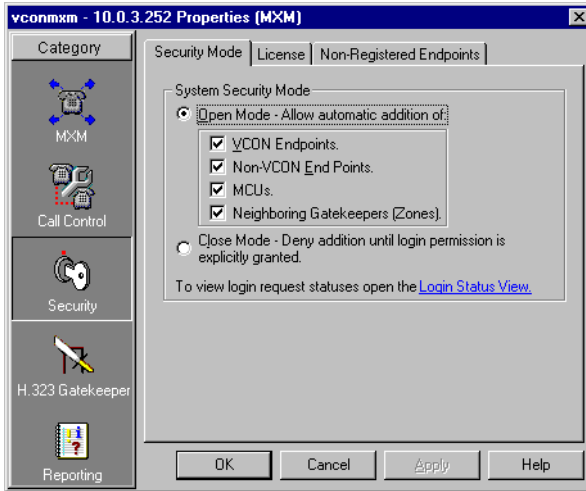 vconmxm - 10.0.3.252 Properties (MXM)
Category
MXM
Call Control
Security
H.323 Gatekeeper
Reporting
Security Mode
License
Non-Registered Endpoints
System Security Mode
Open Mode - Allow automatic addition of:
VCON Endpoints.
Non-VCON End Points.
MCUs.
Neighboring Gatekeepers (Zones).
Close Mode - Deny addition until login permission is
explicitly granted.
To view login request statuses open the Login Status View.
OK
Cancel
Apply
Help